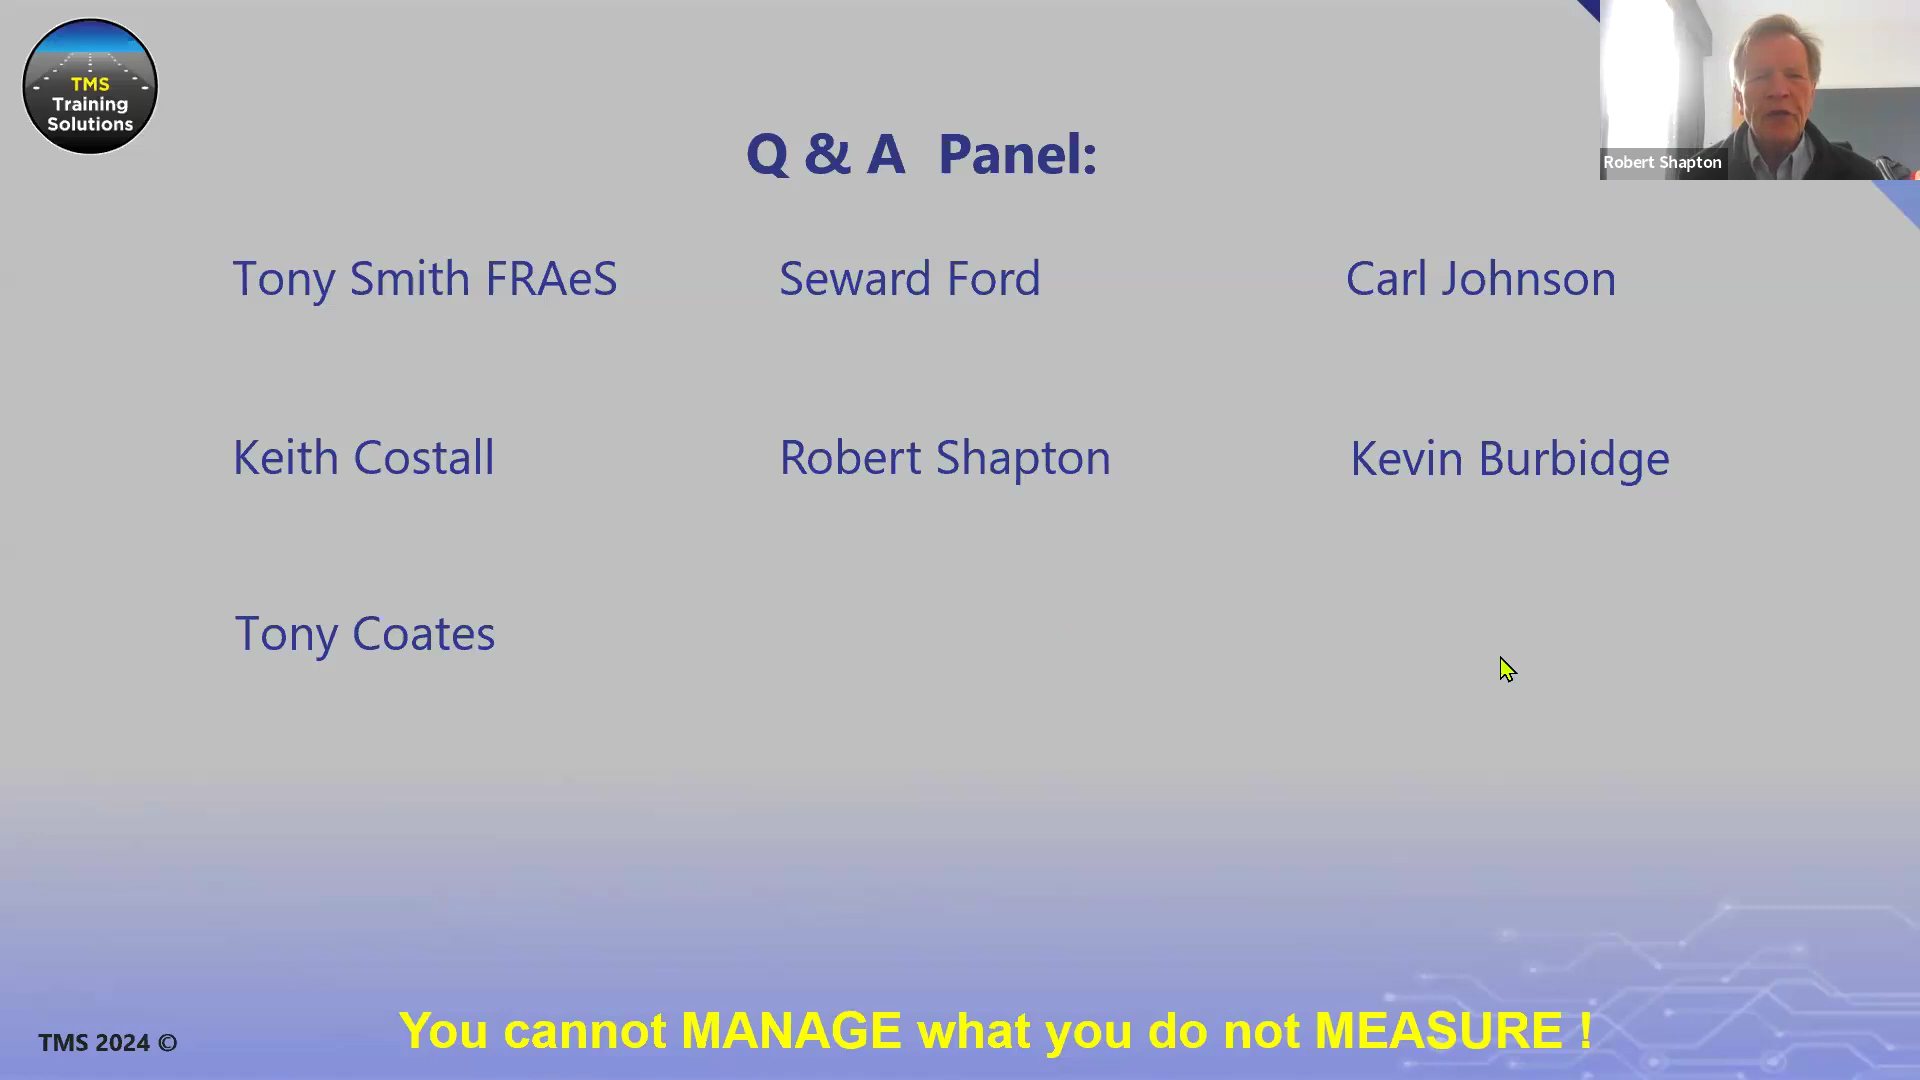 TMS
Training
Solutions
Q & A Panel:
Robert Shapton
Tony Smith FRAeS
Seward Ford
Carl Johnson
Keith Costall
Robert Shapton
Kevin Burbidge
Tony Coates
TMS 2024 ©
You cannot MANAGE what you do not MEASURE !